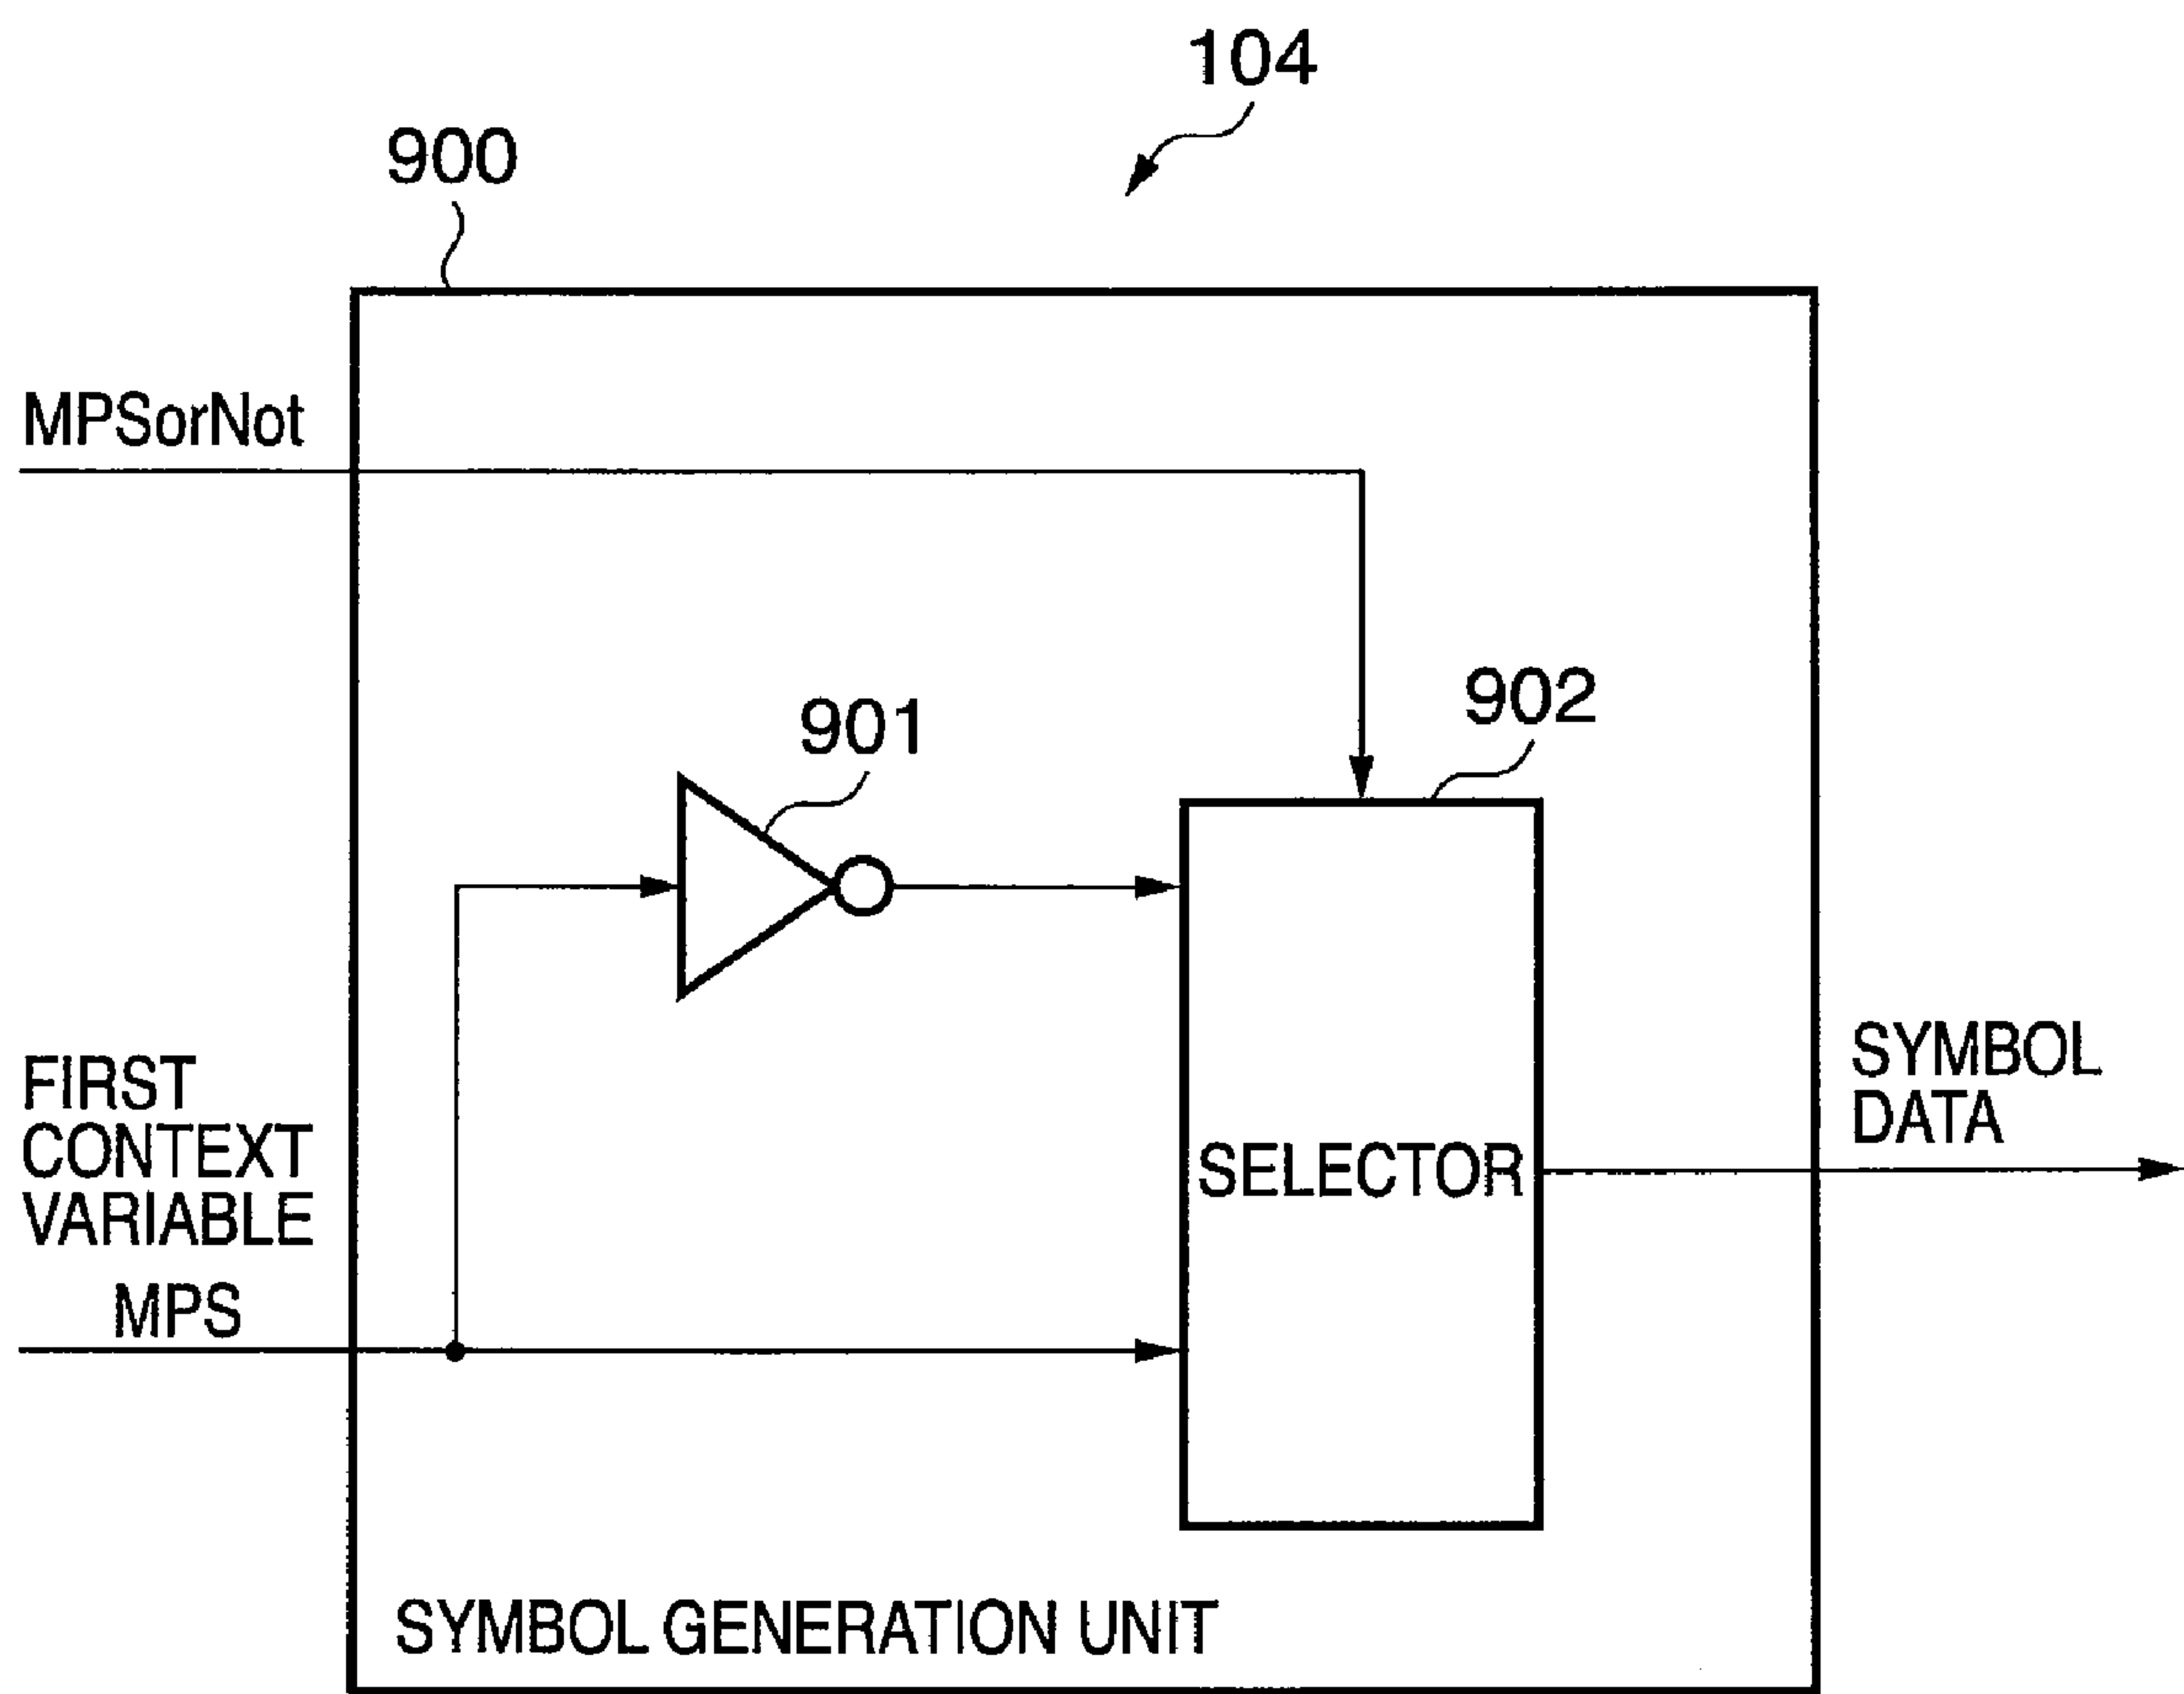 104
900
MPSorNot
902
901
FIRST
CONTEXT
VARIABLE
MPS
SYMBOL
DATA
SELECTOR
SYMBOL GENERATION UNIT